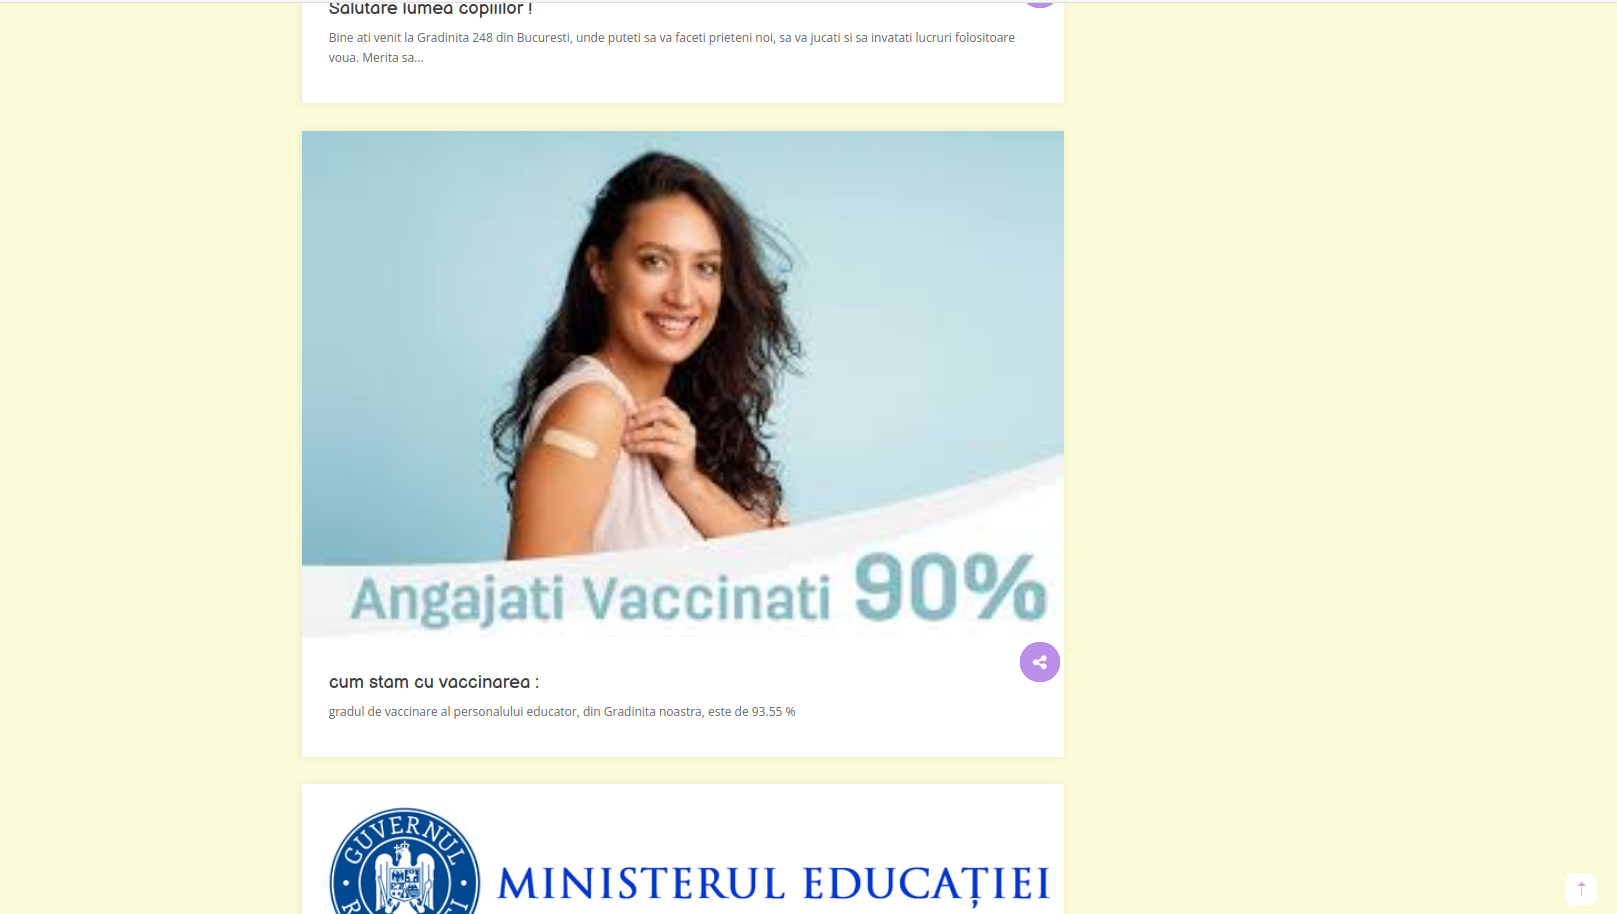 Salutare lumea copiiilor !
Bine ati venit la Gradinita 248 din Bucuresti, unde puteti sa va faceti prieteni noi, sa va jucati si sa invatati lucruri folositoare
voua. Merita sa...
Angajati Vaccinati 90%
cum stam cu vaccinarea :
gradul de vaccinare al personalului educator, din Gradinita noastra, este de 93.55 %
GUVERNUL
MINISTERUL EDUCAȚIEI